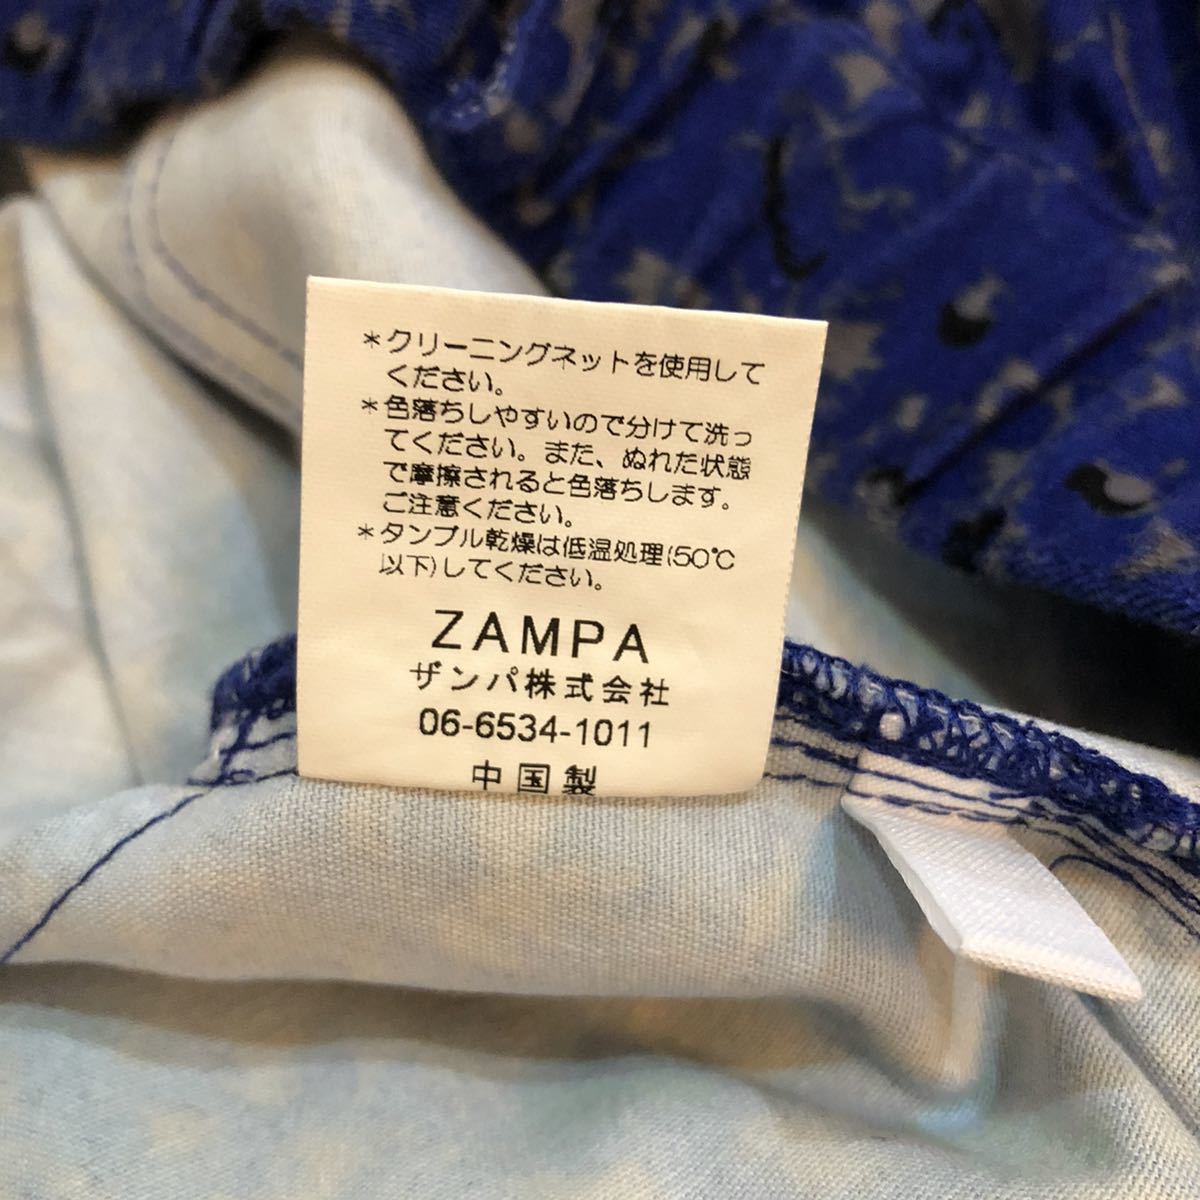 *クリーニングネットを使用して
ください。
*色落ちしやすいので分けて洗っ
てください。また、ぬれた状態
で摩擦されると色落ちします。
ご注意ください。
*タンブル乾燥は低温処理(50℃
以下)してください。
ZAMPA
ザンパ株式会社
06-6534-1011
中国製